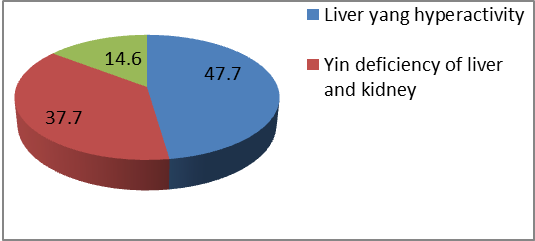 Liver yang hyperactivity
14.6
47.7
Yin deficiency of liver
and kidney
37.7